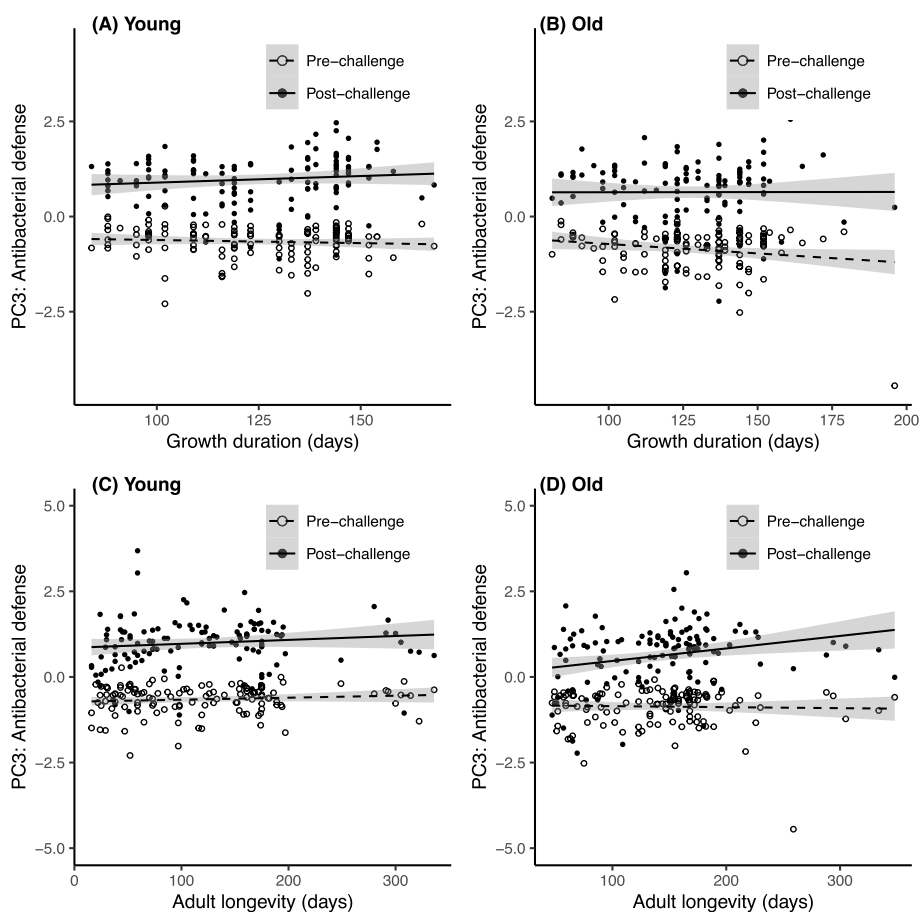 (A) Young
Pre−challenge
Post−challenge
2.5
0.0
−2.5
PC3: Antibacterial defense
100
125
150
Growth duration (days)
(B) Old
Pre−challenge
Post−challenge
2.5
0.0
−2.5
PC3: Antibacterial defense
100
125
150
175
200
Growth duration (days)
(C) Young
Pre−challenge
Post−challenge
5.0
2.5
0.0
−2.5
−5.0
PC3: Antibacterial defense
0
100
200
300
Adult longevity (days)
(D) Old
Pre−challenge
Post−challenge
5.0
2.5
0.0
−2.5
−5.0
PC3: Antibacterial defense
100
200
300
Adult longevity (days)